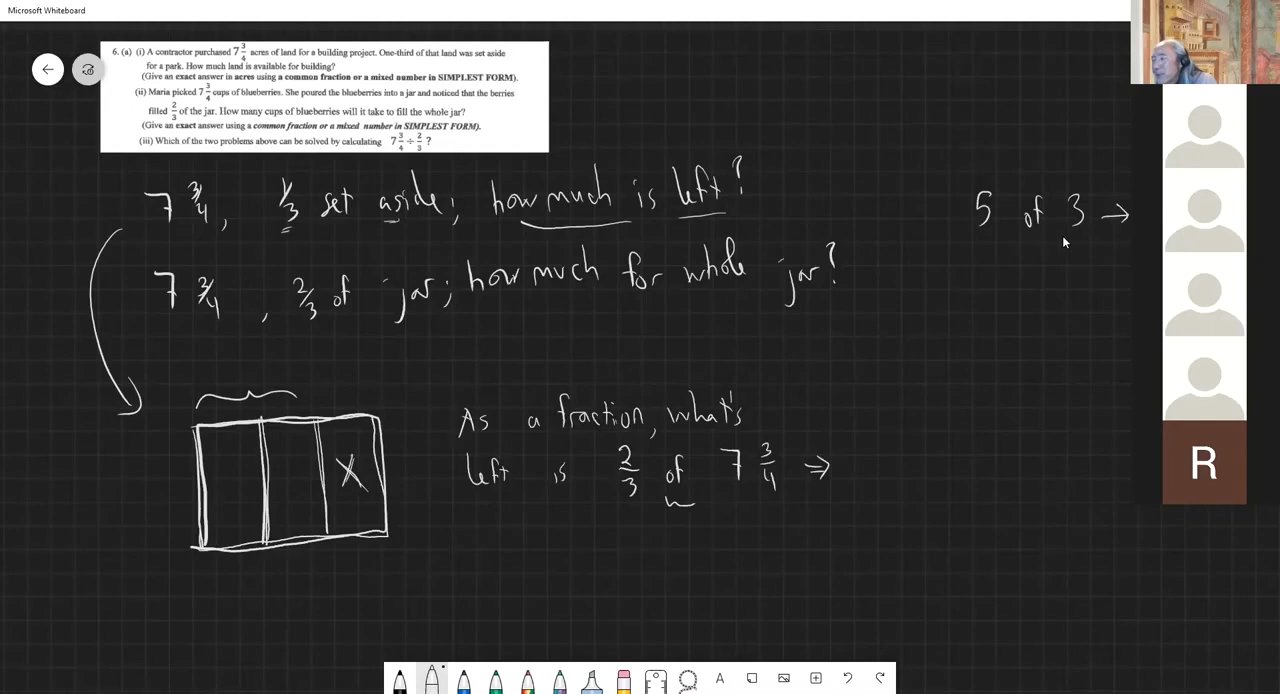 Microsoft Whiteboard
6. (a) (i) A contractor purchased 7 3/4 acres of land for a building project. One-third of that land was set aside
for a park. How much land is available for building?
(Give an exact answer in acres using a common fraction or a mixed number in SIMPLEST FORM).
(ii) Maria picked 7 3/4 cups of blueberries. She poured the blueberries into a jar and noticed that the berries
filled 2/3 of the jar. How many cups of blueberries will it take to fill the whole jar?
(Give an exact answer using a common fraction or a mixed number in SIMPLEST FORM).
(iii) Which of the two problems above can be solved by calculating 7 3/4 ÷ 2/3 ?
7 3/4, 1/3 set aside; how much is left?
5 of 3 →
7 3/4, 2/3 of jar; how much for whole jar?
X
As a fraction, what's
left is 2/3 of 7 3/4 ⇒
R
A